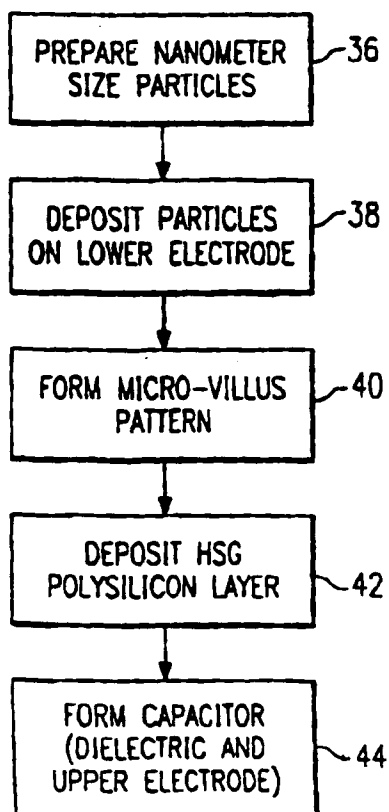 PREPARE NANOMETER
SIZE PARTICLES
36
DEPOSIT PARTICLES
ON LOWER ELECTRODE
38
FORM MICRO-VILLUS
PATTERN
40
DEPOSIT HSG
POLYSILICON LAYER
42
FORM CAPACITOR
(DIELECTRIC AND
UPPER ELECTRODE)
44